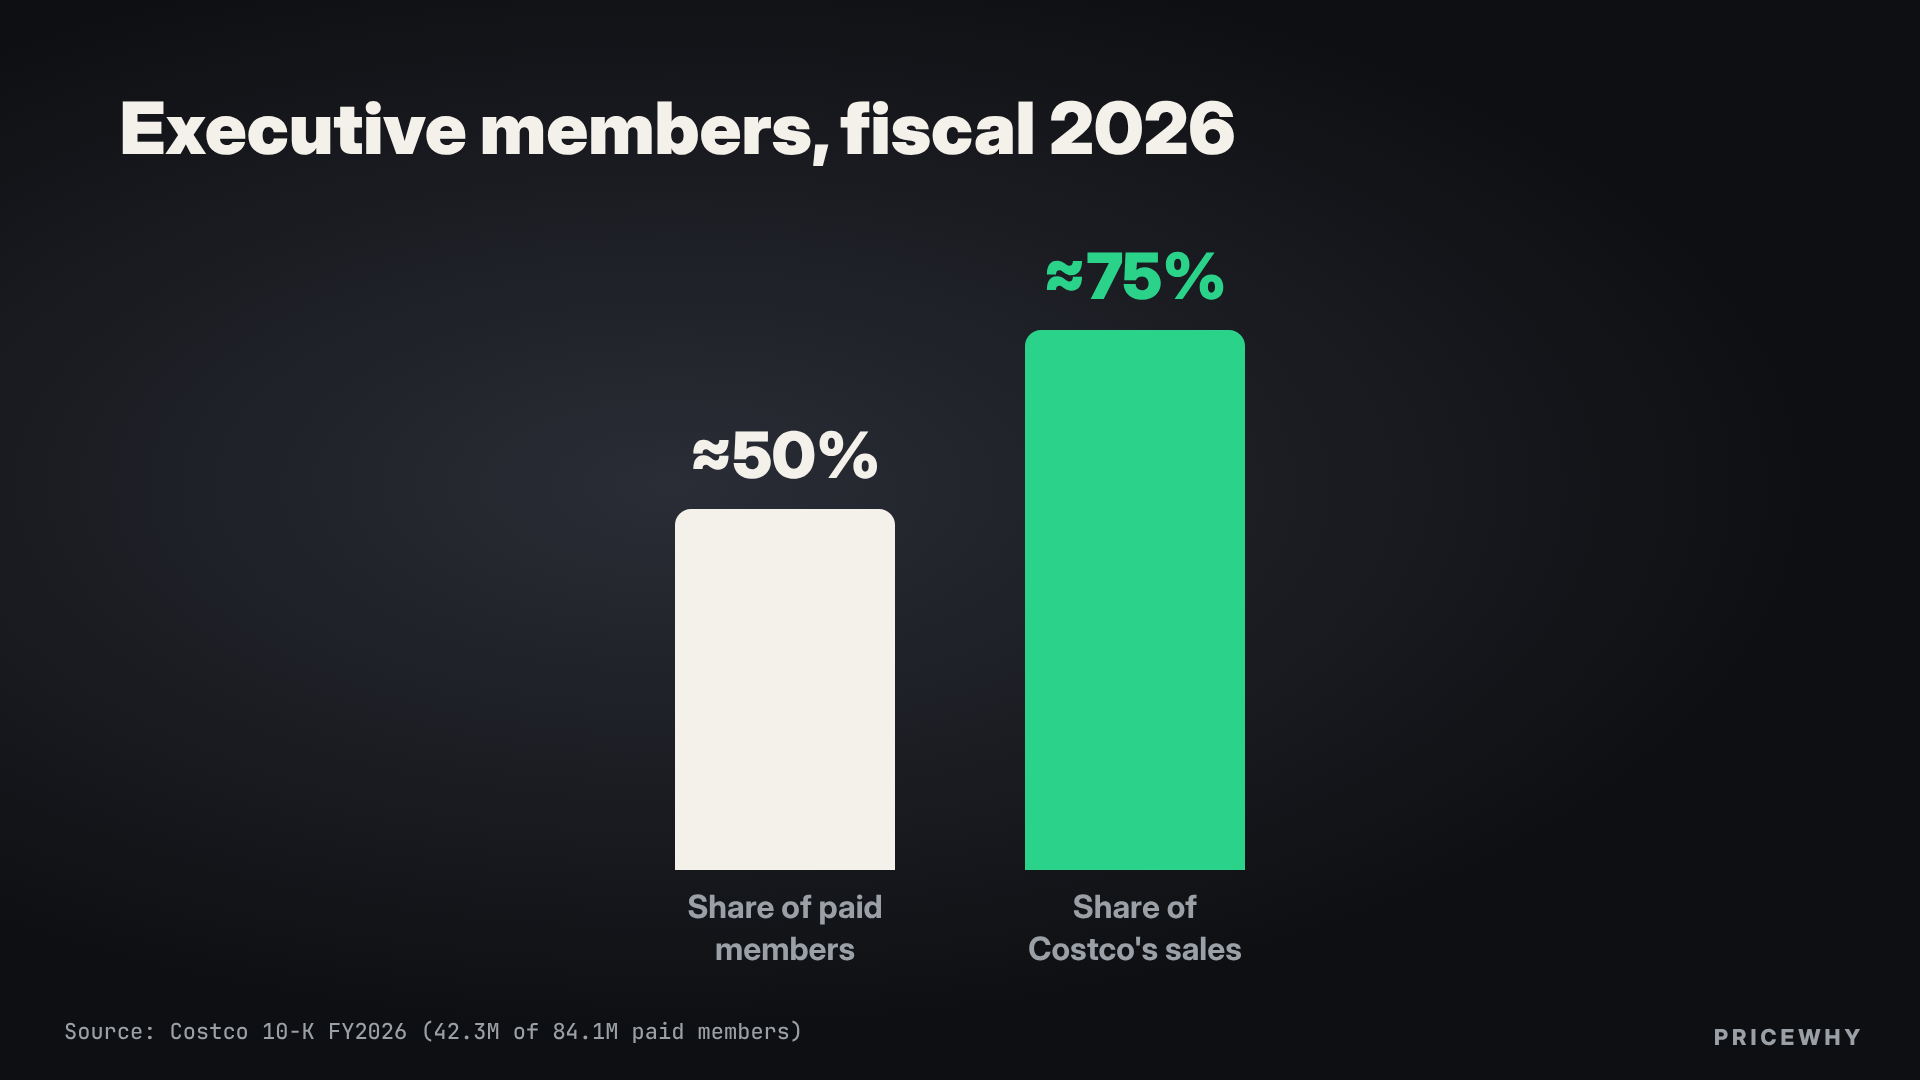 Executive members, fiscal 2026
≈75%
≈50%
Share of paid
members
Share of
Costco's sales
Source: Costco 10-K FY2026 (42.3M of 84.1M paid members)
PRICEWHY